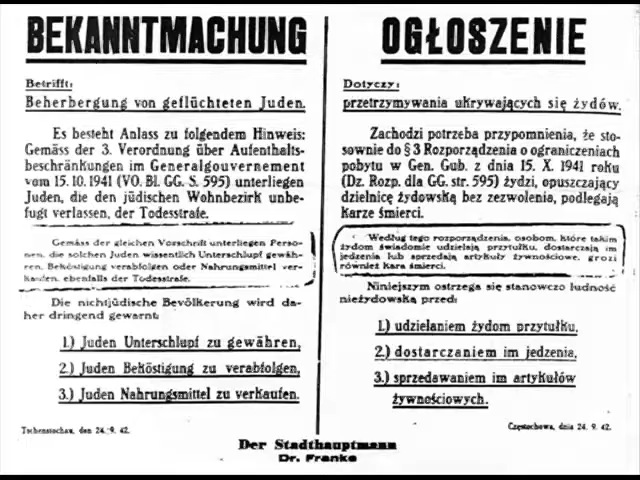 BEKANNTMACHUNG
Betrifft:
Beherbergung von geflüchteten Juden.
Es besteht Anlass zu folgendem Hinweis:
Gemäss der 3. Verordnung über Aufenthalts-
beschränkungen im Generalgouvernement
vom 15. 10. 1941 (VO. Bl. GG. S. 595) unterliegen
Juden, die den jüdischen Wohnbezirk unbe-
fugt verlassen, der Todesstrafe.
Gemäss der gleichen Vorschrift unterliegen Perso-
nen, die solchen Juden wissentlich Unterschlupf gewäh-
ren, Beköstigung verabfolgen oder Nahrungsmittel ver-
kaufen, ebenfalls der Todesstrafe.
Die nichtjüdische Bevölkerung wird da-
her dringend gewarnt:
1.) Juden Unterschlupf zu gewähren,
2.) Juden Beköstigung zu verabfolgen,
3.) Juden Nahrungsmittel zu verkaufen.
Tschenstochau, den 24. 9. 42.
OGŁOSZENIE
Dotyczy:
przetrzymywania ukrywających się żydów.
Zachodzi potrzeba przypomnienia, że sto-
sownie do § 3 Rozporządzenia o ograniczeniach
pobytu w Gen. Gub. z dnia 15. X. 1941 roku
(Dz. Rozp. dla GG. str. 595) żydzi, opuszczający
dzielnicę żydowską bez zezwolenia, podlegają
karze śmierci.
Według tego rozporządzenia, osobom, które takim
żydom świadomie udzielają przytułku, dostarczają im
jedzenia lub sprzedają artykuły żywnościowe, grozi
również kara śmierci.
Niniejszym ostrzega się stanowczo ludność
nieżydowską przed:
1.) udzielaniem żydom przytułku,
2.) dostarczaniem im jedzenia,
3.) sprzedawaniem im artykułów
żywnościowych.
Częstochowa, dnia 24. 9. 42.
Der Stadthauptmann
Dr. Franke